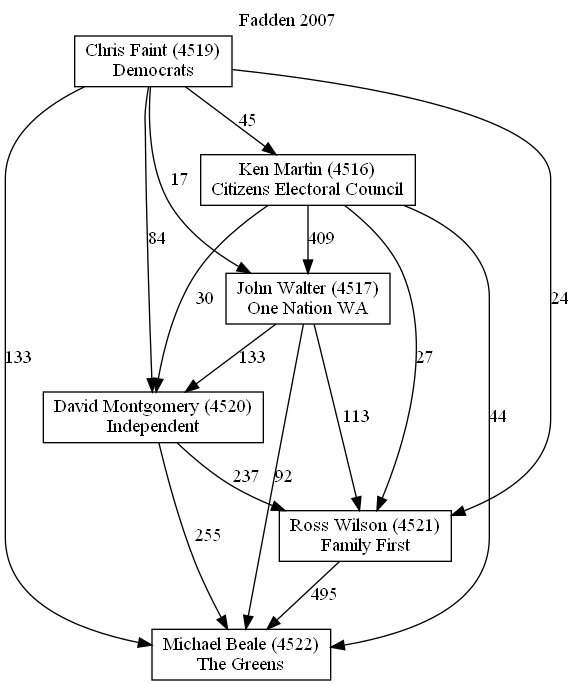 Fadden 2007
Chris Faint (4519)
Democrats
45
Ken Martin (4516)
Citizens Electoral Council
17
84
409
30
John Walter (4517)
One Nation WA
24
133
133
27
David Montgomery (4520)
Independent
113
44
237
92
Ross Wilson (4521)
Family First
255
495
Michael Beale (4522)
The Greens